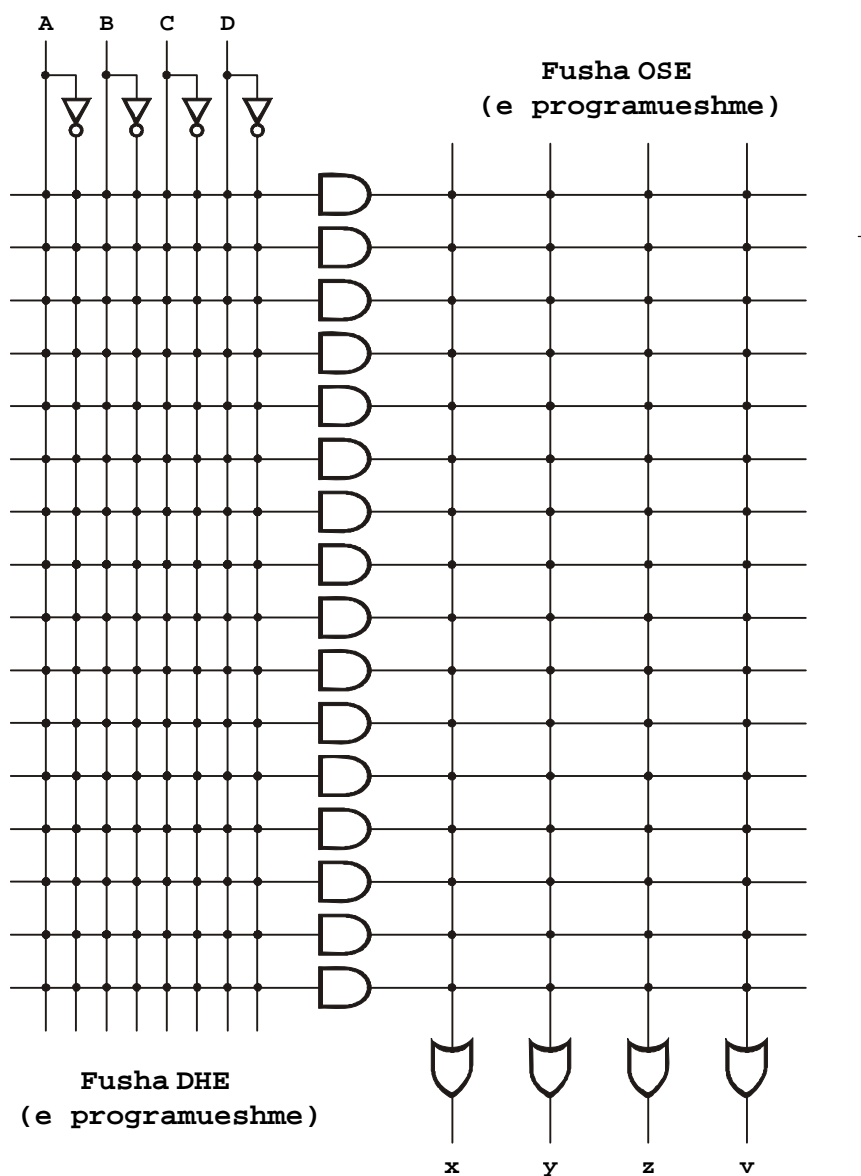 A B C D
Fusha OSE
(e programueshme)
Fusha DHE
(e programueshme)
x y z v